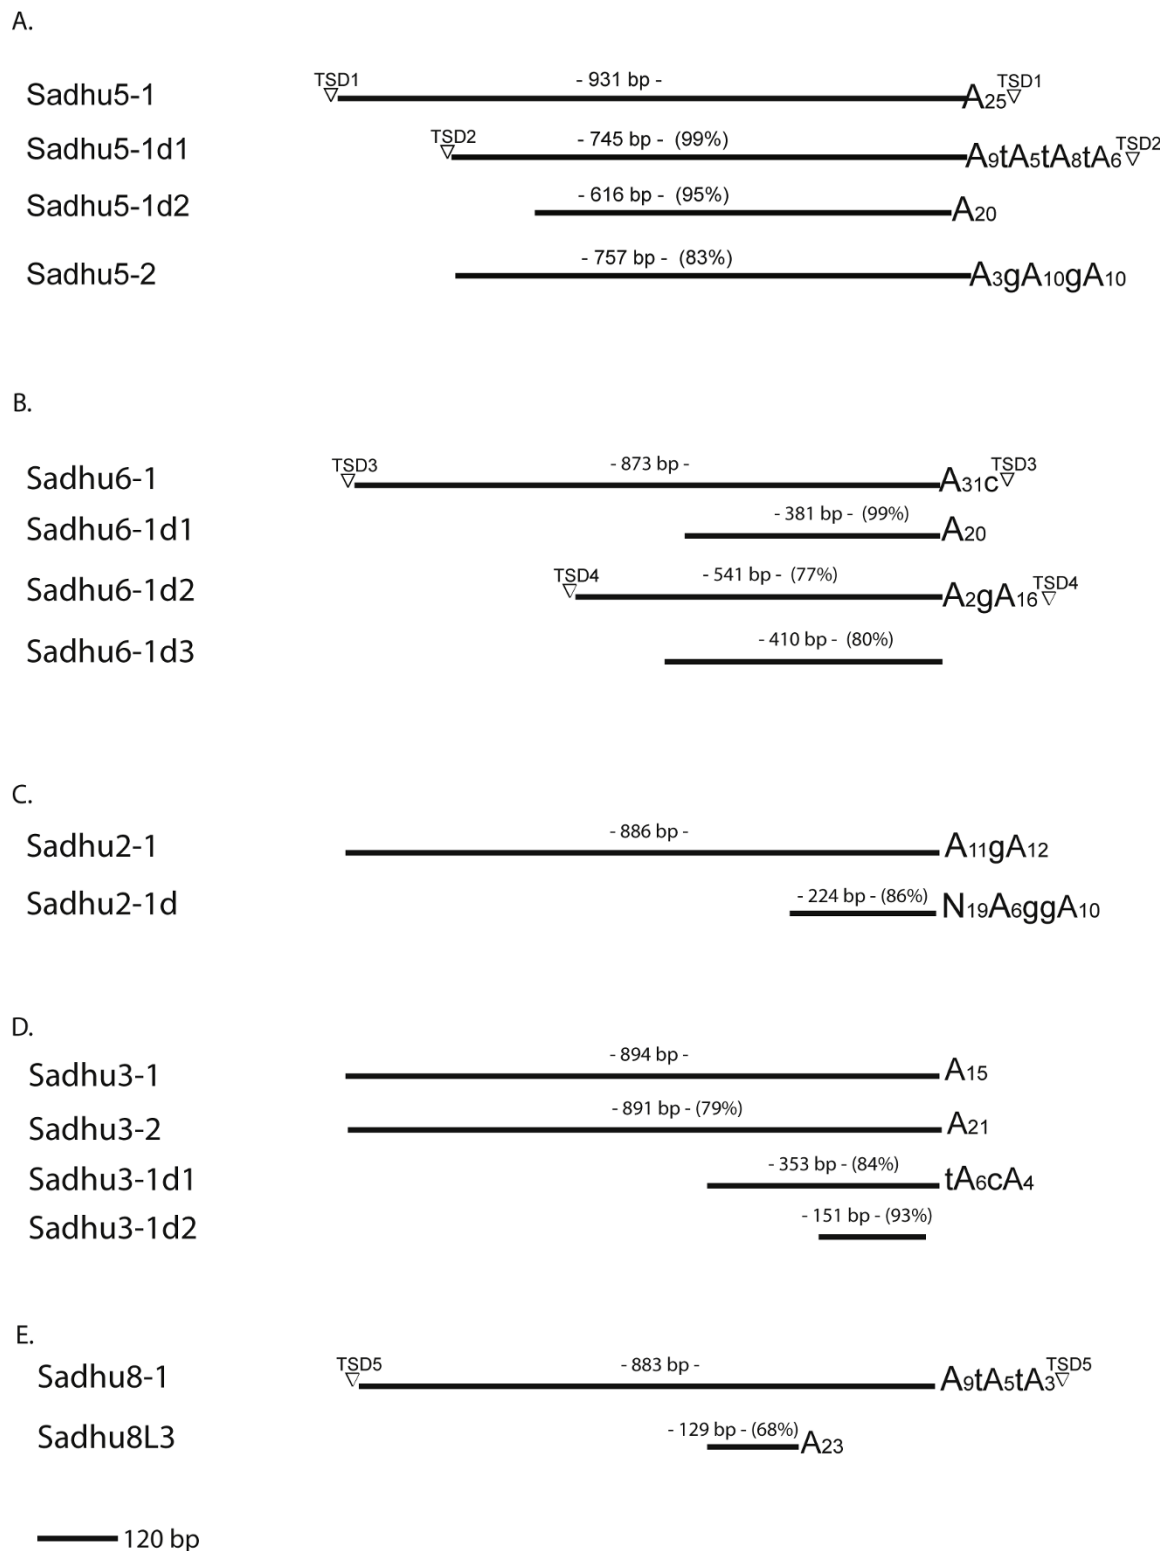 A.
TSD1 - 931 bp - TSD1
Sadhu5-1 A25
TSD2 - 745 bp - (99%) TSD2
Sadhu5-1d1 A9tA5tA8tA6
- 616 bp - (95%)
Sadhu5-1d2 A20
- 757 bp - (83%)
Sadhu5-2 A3gA10gA10
B.
TSD3 - 873 bp - TSD3
Sadhu6-1 A31c
- 381 bp - (99%)
Sadhu6-1d1 A20
TSD4 - 541 bp - (77%) TSD4
Sadhu6-1d2 A2gA16
- 410 bp - (80%)
Sadhu6-1d3
C.
- 886 bp -
Sadhu2-1 A11gA12
- 224 bp - (86%)
Sadhu2-1d N19A6ggA10
D.
- 894 bp -
Sadhu3-1 A15
- 891 bp - (79%)
Sadhu3-2 A21
- 353 bp - (84%)
Sadhu3-1d1 tA6cA4
- 151 bp - (93%)
Sadhu3-1d2
E.
TSD5 - 883 bp - TSD5
Sadhu8-1 A9tA5tA3
- 129 bp - (68%)
Sadhu8L3 A23
120 bp